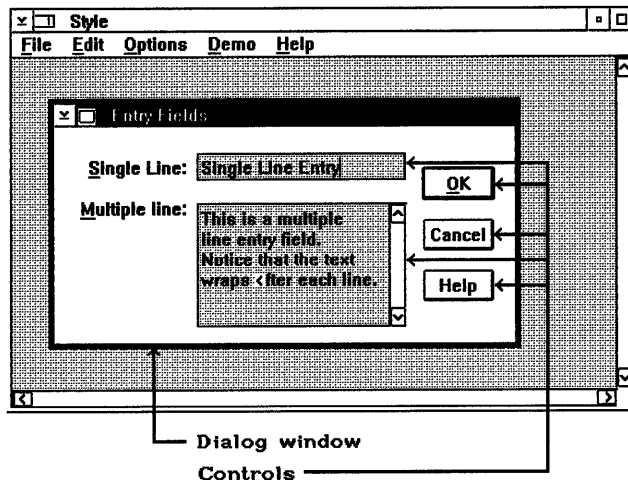 Style
File Edit Options Demo Help
Entry Fields
Single Line: Single Line Entry
OK
Multiple line: This is a multiple
line entry field.
Notice that the text
wraps <fter each line.
Cancel
Help
Dialog window
Controls